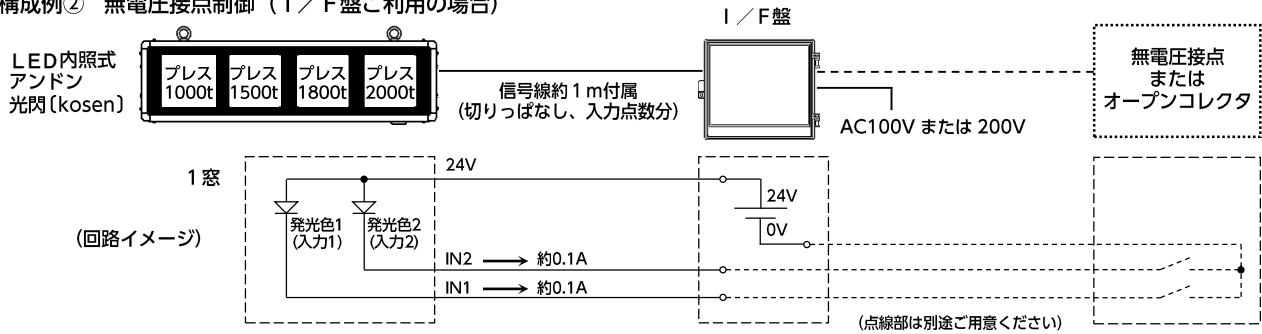 構成例② 無電圧接点制御（Ｉ／Ｆ盤ご利用の場合）
Ｉ／Ｆ盤
ＬＥＤ内照式
アンドン
光閃〔kosen〕
プレス
1000t
プレス
1500t
プレス
1800t
プレス
2000t
信号線約１ｍ付属
（切りっぱなし、入力点数分）
AC100V または 200V
無電圧接点
または
オープンコレクタ
１窓
（回路イメージ）
24V
発光色1
(入力1)
発光色2
(入力2)
24V
0V
IN2 → 約0.1A
IN1 → 約0.1A
（点線部は別途ご用意ください）